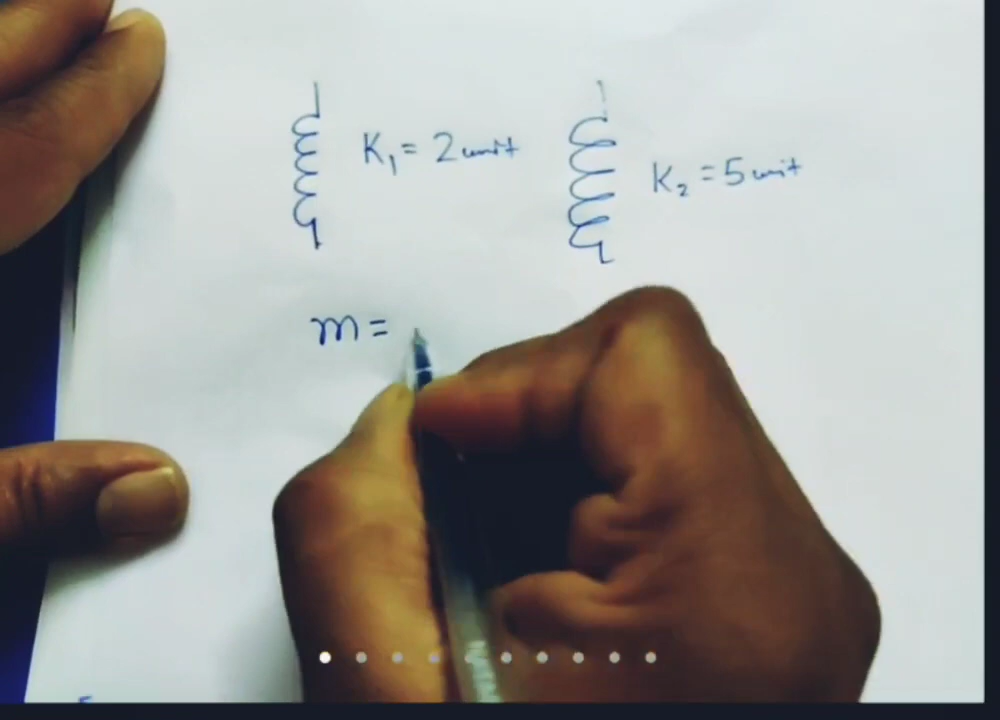 K₁ = 2 unit
K₂ = 5 unit
m =